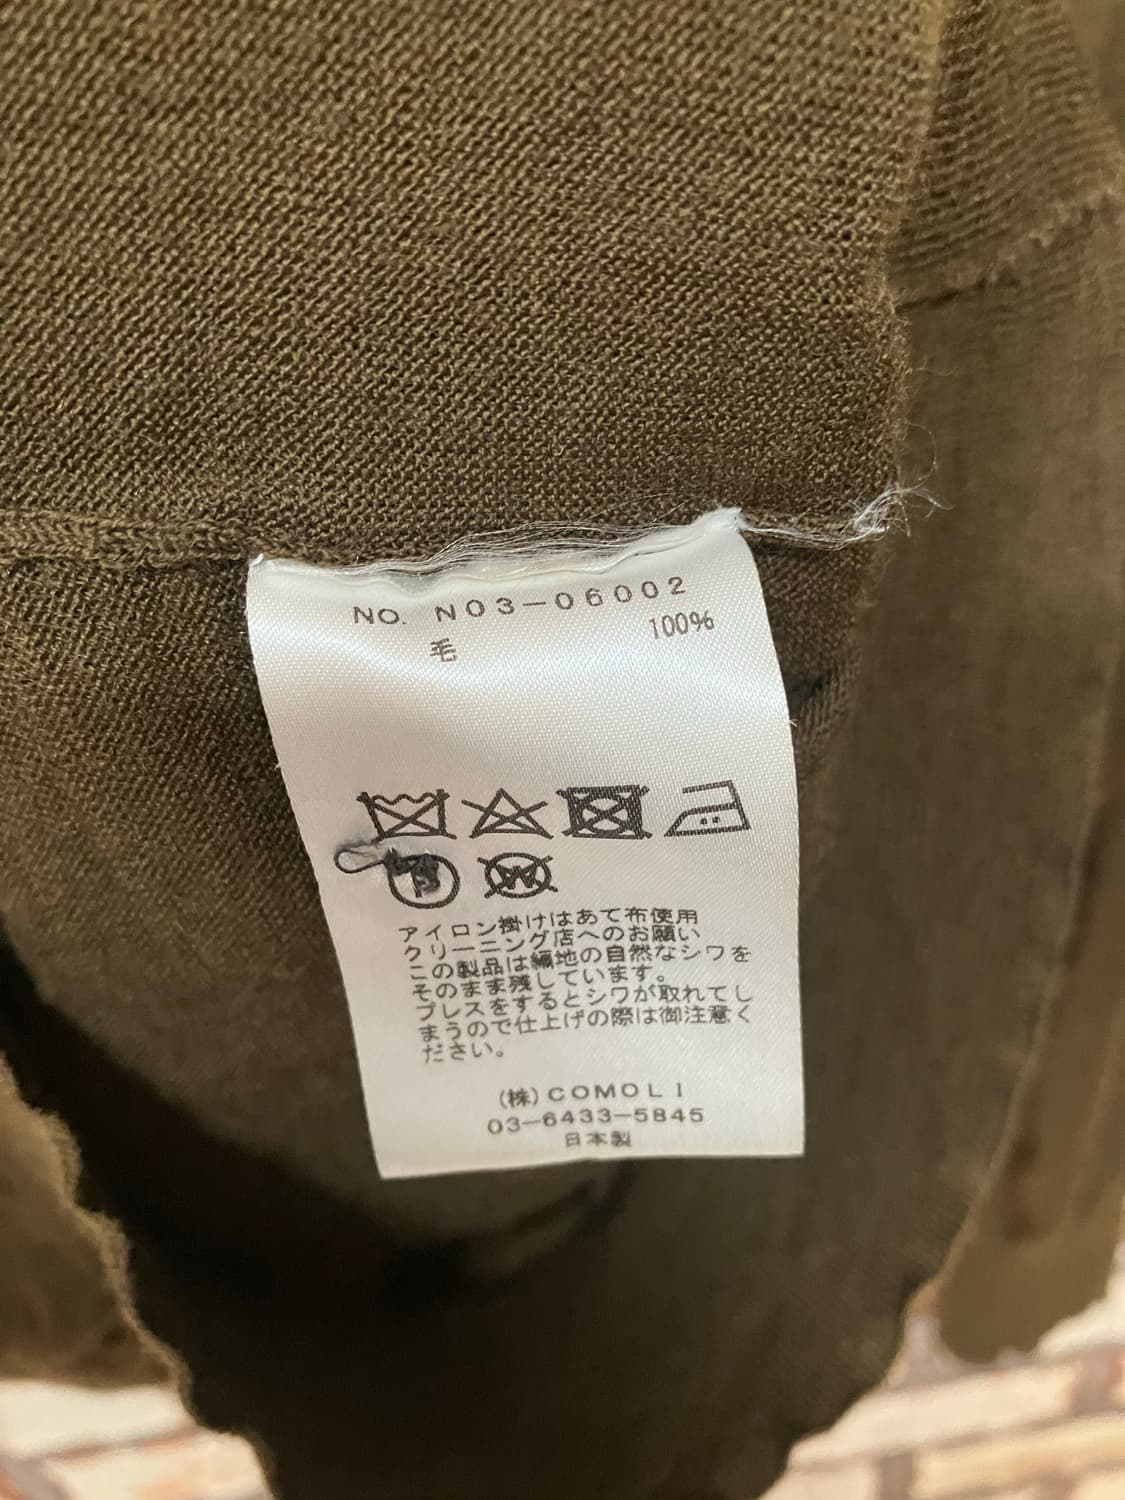 NO. N03-06002
毛 100%
P
W
アイロン掛けはあて布使用
クリーニング店へのお願い
この製品は編地の自然なシワを
そのまま残しています。
プレスをするとシワが取れてし
まうので仕上げの際は御注意く
ださい。
(株)COMOLI
03-6433-5845
日本製